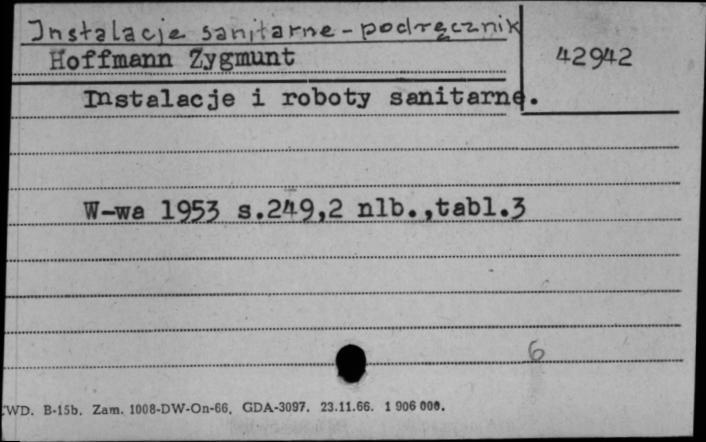 Instalacje sanitarne - podręcznik
Hoffmann Zygmunt
42942
Instalacje i roboty sanitarne.
W-wa 1953 s.249,2 nlb.,tabl.3
6
WD. B-15b. Zam. 1008-DW-On-66. GDA-3097. 23.11.66. 1 906 000.